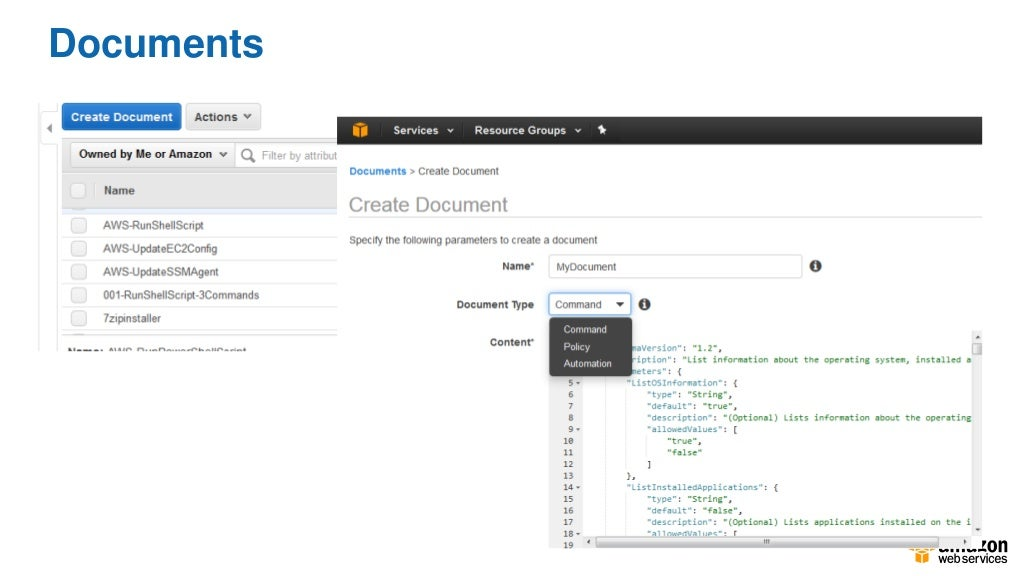 Documents
Create Document
Actions
Owned by Me or Amazon
Filter by attribut
Name
AWS-RunShellScript
AWS-UpdateEC2Config
AWS-UpdateSSMAgent
001-RunShellScript-3Commands
7zipinstaller
Services
Resource Groups
Documents > Create Document
Create Document
Specify the following parameters to create a document
Name*
MyDocument
Document Type
Command
Command
Policy
Automation
Content*
maVersion": "1.2",
ription": "List information about the operating system, installed a
meters": {
5 "ListOSInformation": {
6 "type": "String",
7 "default": "true",
8 "description": "(Optional) Lists information about the operating
9 "allowedValues": [
10 "true",
11 "false"
12 ]
13 },
14 "ListInstalledApplications": {
15 "type": "String",
16 "default": "false",
17 "description": "(Optional) Lists applications installed on the i
18 "allowedValues": [
19
amazon
web services